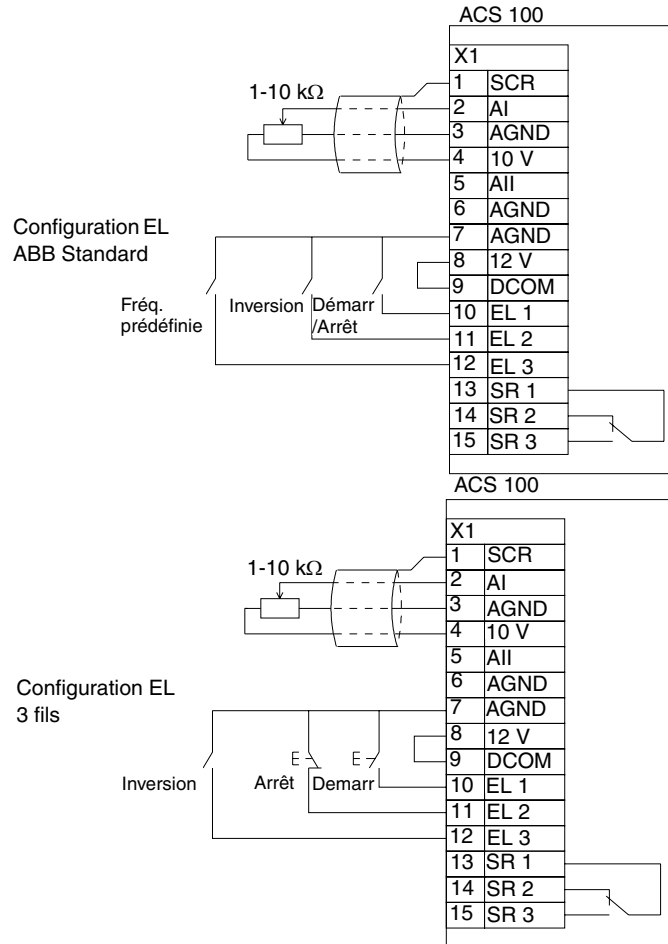 ACS 100
X1
1 SCR
1-10 kΩ
2 AI
3 AGND
4 10 V
5 AII
6 AGND
Configuration EL
ABB Standard
7 AGND
8 12 V
9 DCOM
Fréq.
prédéfinie
Inversion
Démarr
/Arrêt
10 EL 1
11 EL 2
12 EL 3
13 SR 1
14 SR 2
15 SR 3
ACS 100
X1
1 SCR
1-10 kΩ
2 AI
3 AGND
4 10 V
5 AII
6 AGND
Configuration EL
3 fils
7 AGND
8 12 V
9 DCOM
E E
Inversion Arrêt Demarr
10 EL 1
11 EL 2
12 EL 3
13 SR 1
14 SR 2
15 SR 3